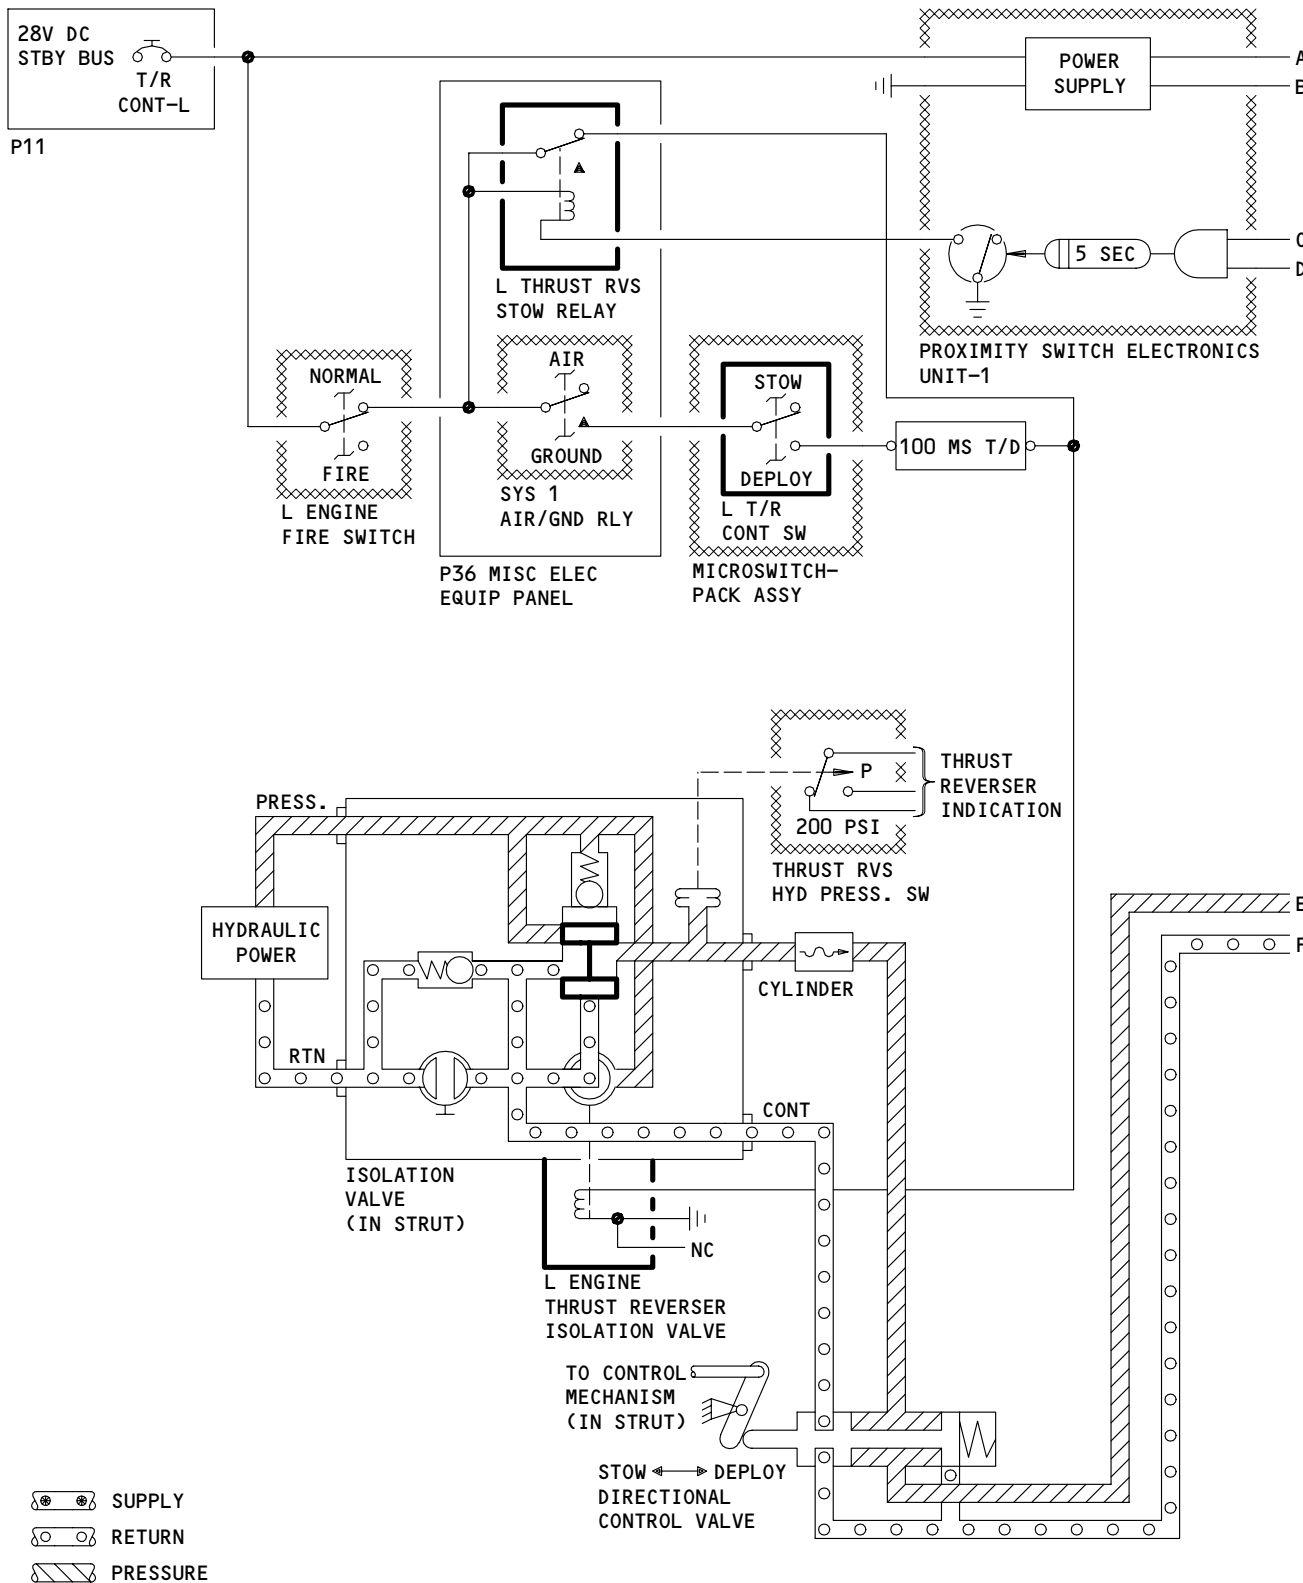 28V DC
STBY BUS
T/R
CONT-L
P11
POWER
SUPPLY
A
L THRUST RVS
STOW RELAY
5 SEC
PROXIMITY SWITCH ELECTRONICS
UNIT-1
NORMAL
FIRE
L ENGINE
FIRE SWITCH
AIR
GROUND
SYS 1
AIR/GND RLY
P36 MISC ELEC
EQUIP PANEL
STOW
DEPLOY
L T/R
CONT SW
MICROSWITCH-
PACK ASSY
100 MS T/D
P
200 PSI
THRUST
REVERSER
INDICATION
THRUST RVS
HYD PRESS. SW
PRESS.
HYDRAULIC
POWER
RTN
CYLINDER
CONT
ISOLATION
VALVE
(IN STRUT)
NC
L ENGINE
THRUST REVERSER
ISOLATION VALVE
TO CONTROL
MECHANISM
(IN STRUT)
STOW DEPLOY
DIRECTIONAL
CONTROL VALVE
SUPPLY
RETURN
PRESSURE